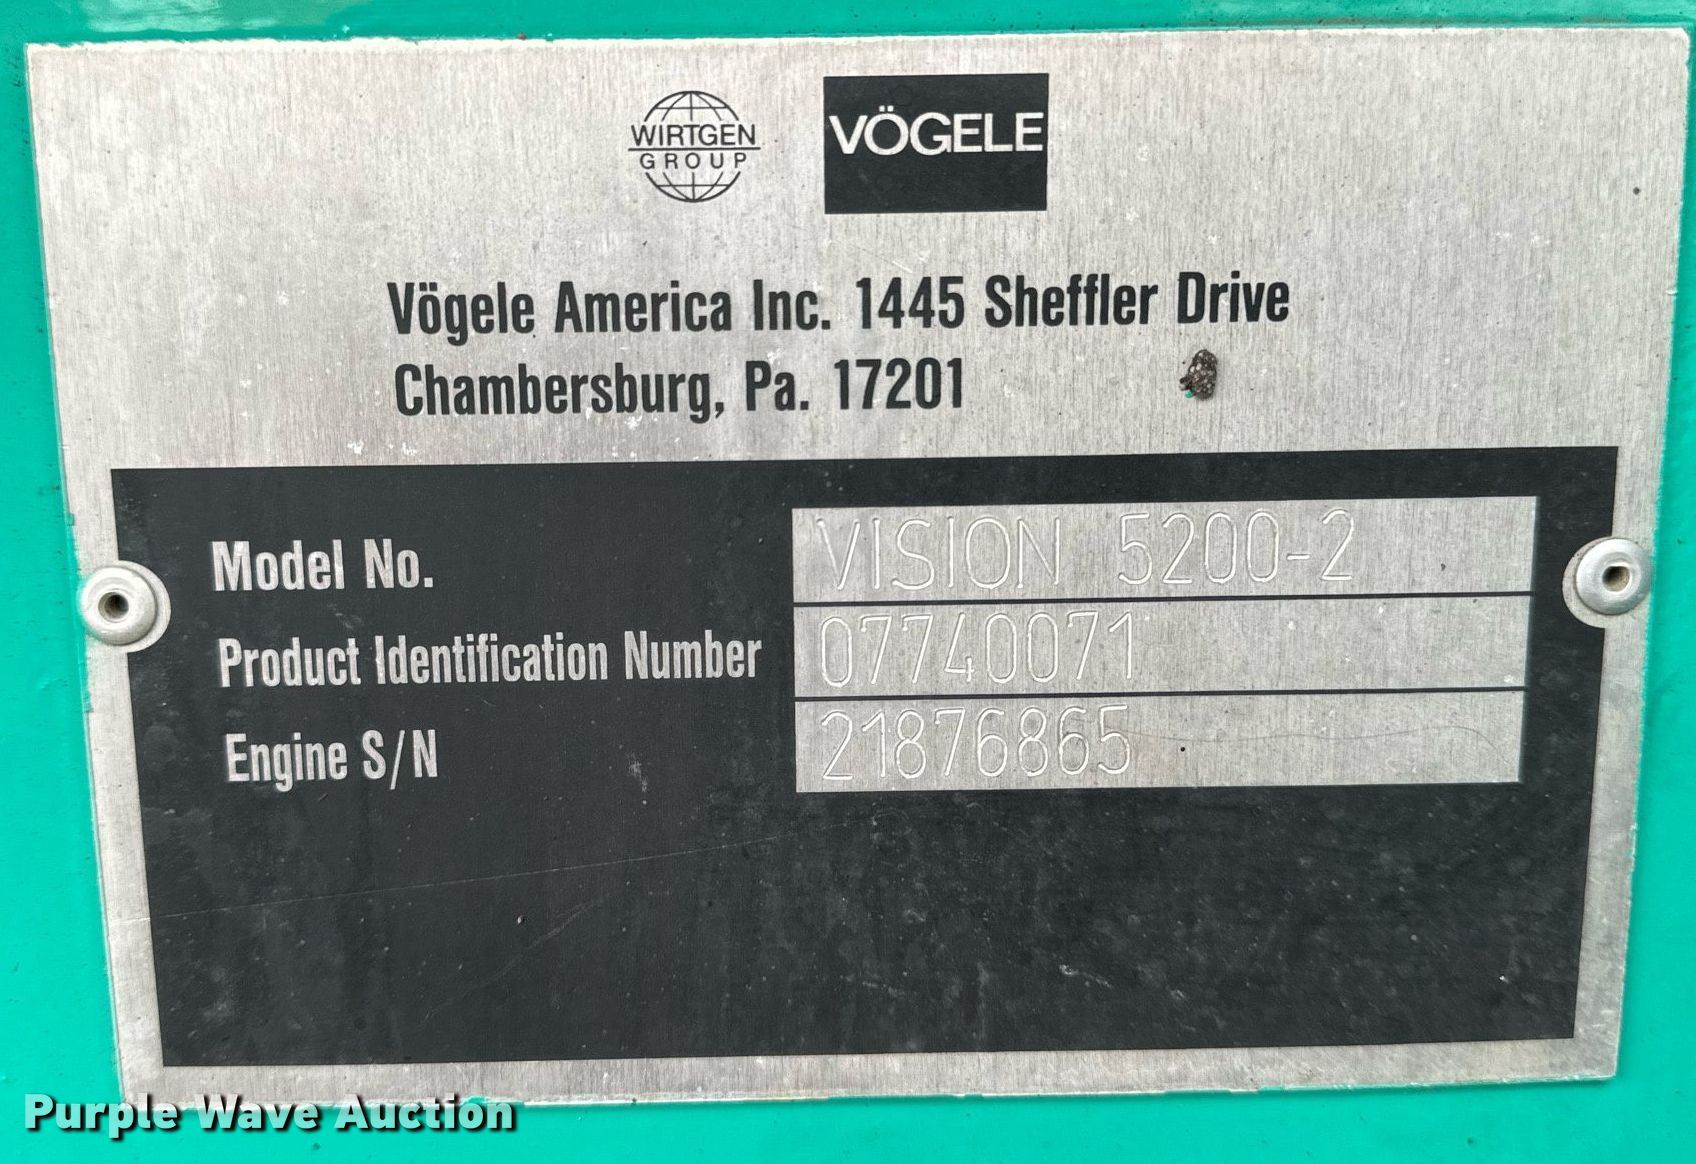 WIRTGEN
GROUP
VÖGELE
Vögele America Inc. 1445 Sheffler Drive
Chambersburg, Pa. 17201
Model No. VISION 5200-2
Product Identification Number 07740071
Engine S/N 21876865
Purple Wave Auction